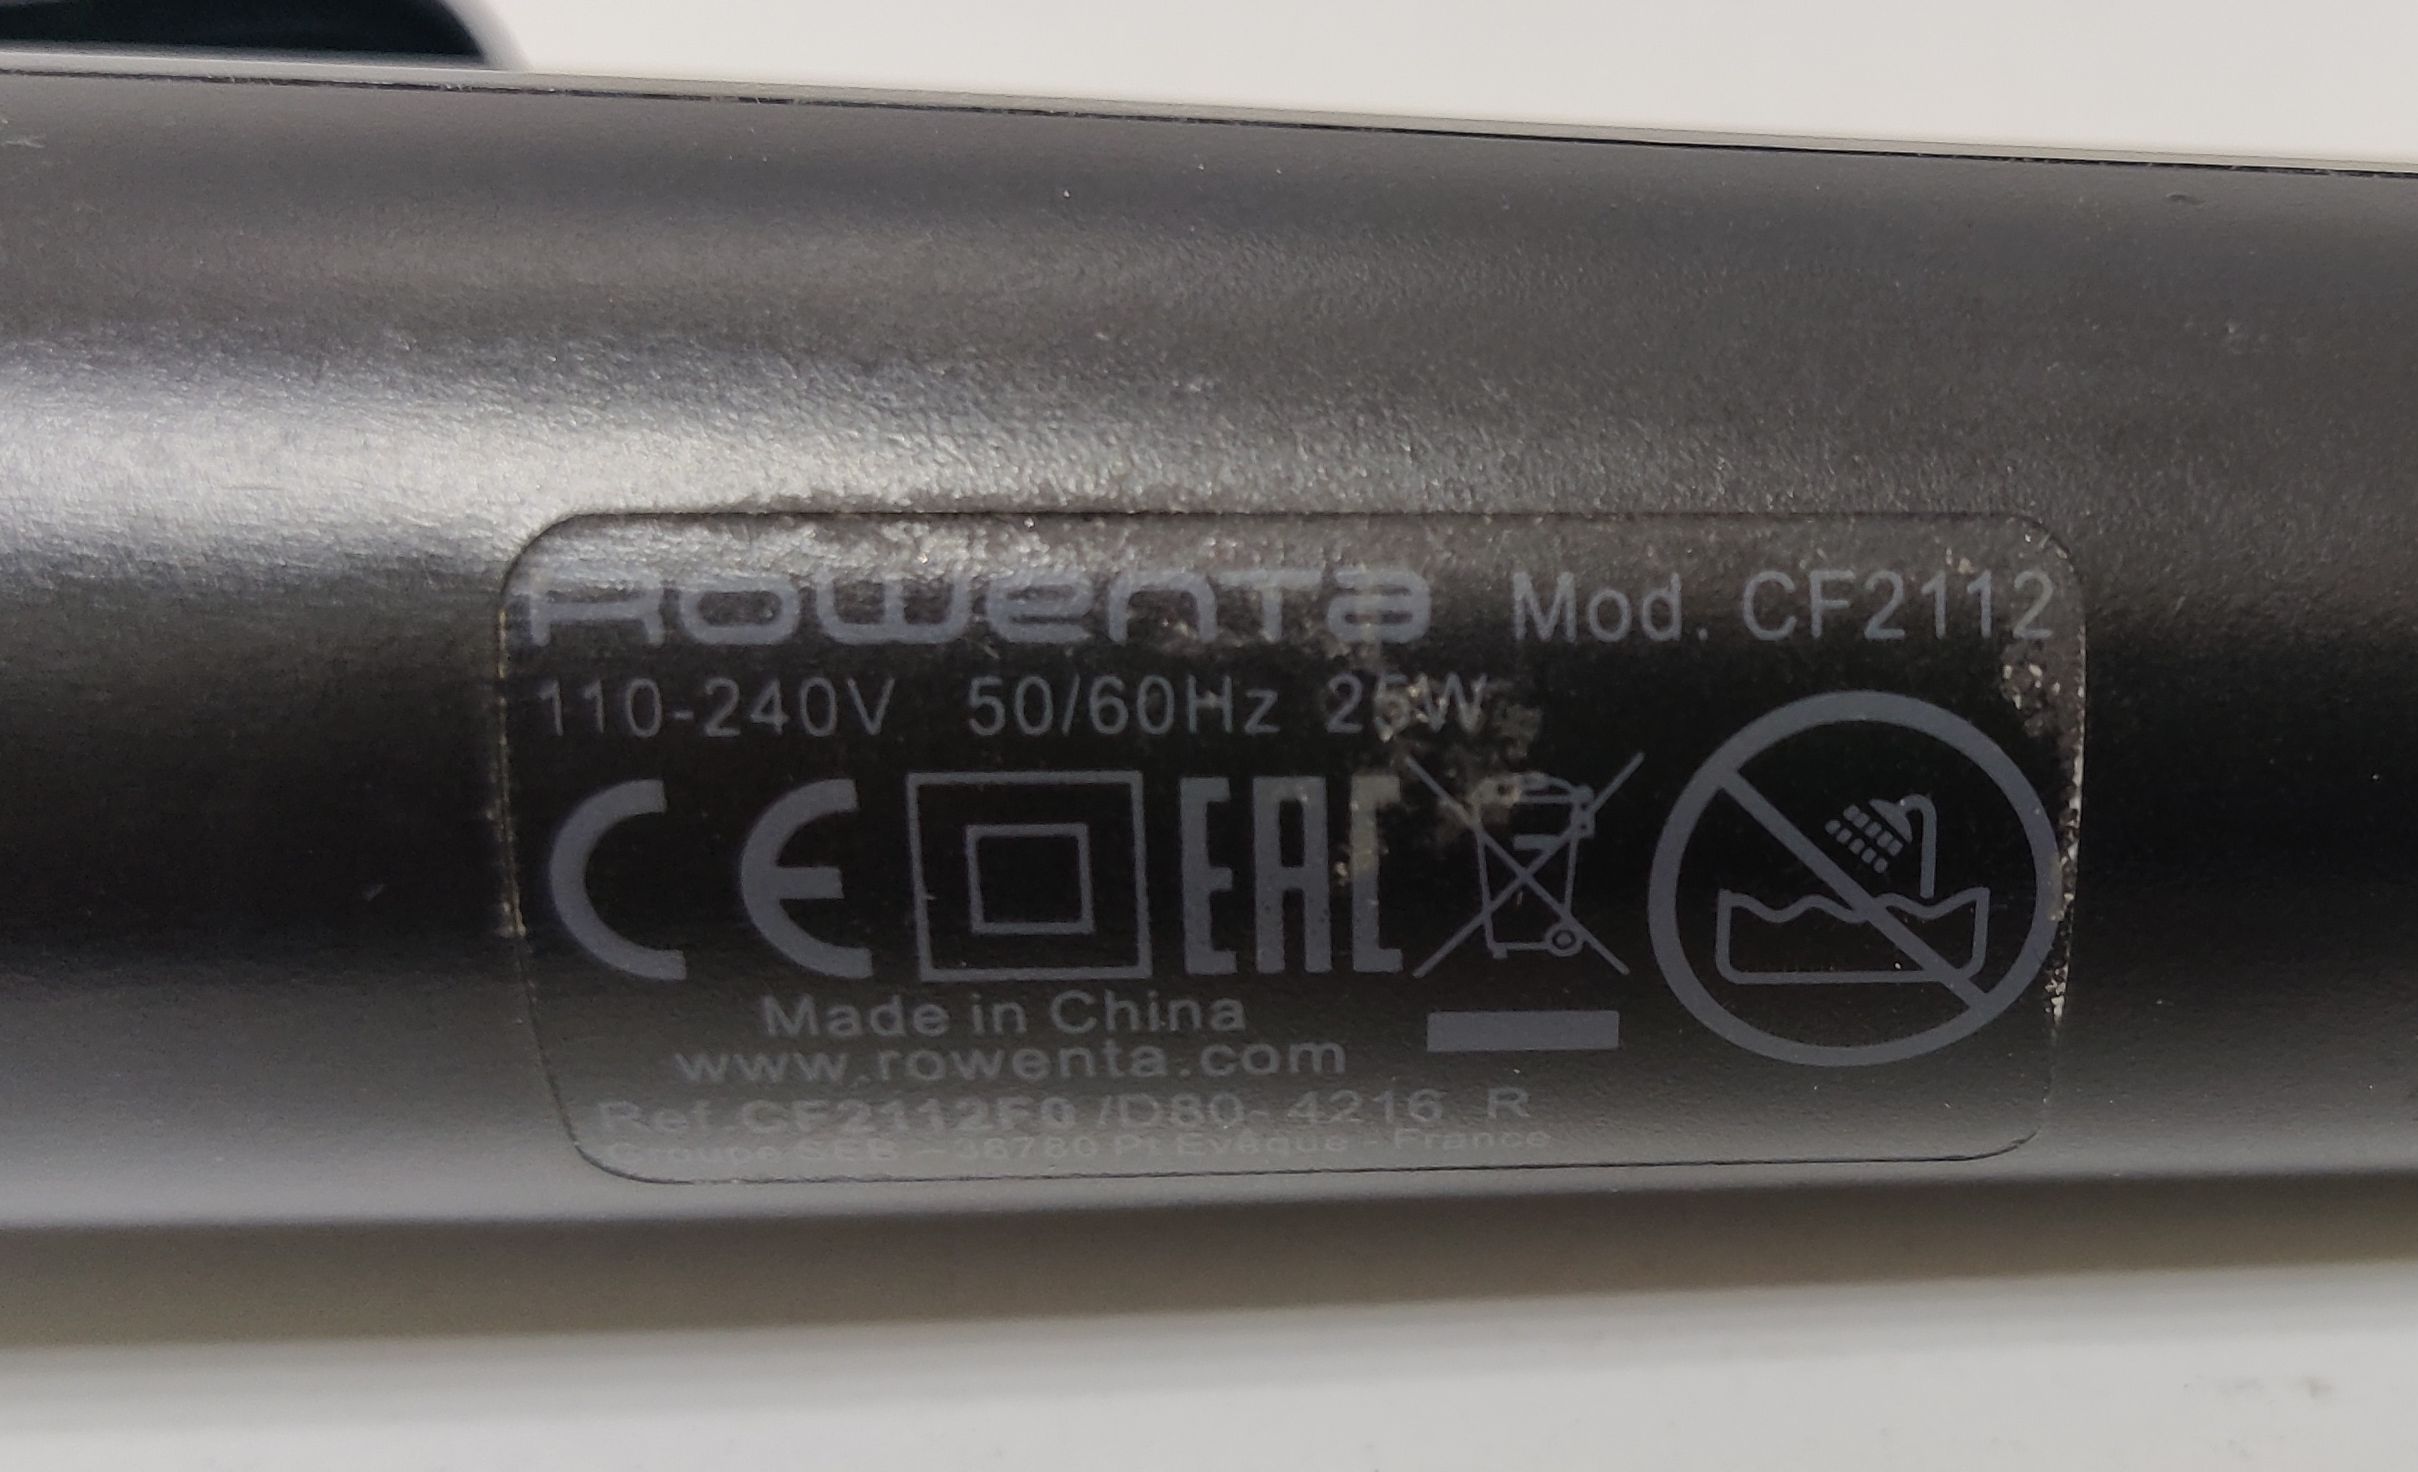 Rowenta Mod. CF2112
110-240V 50/60Hz 25W
CE EAC
Made in China
www.rowenta.com
Ref.CF2112F0 /D80- 4216 R
Groupe SEB - 38780 Pt Evêque - France